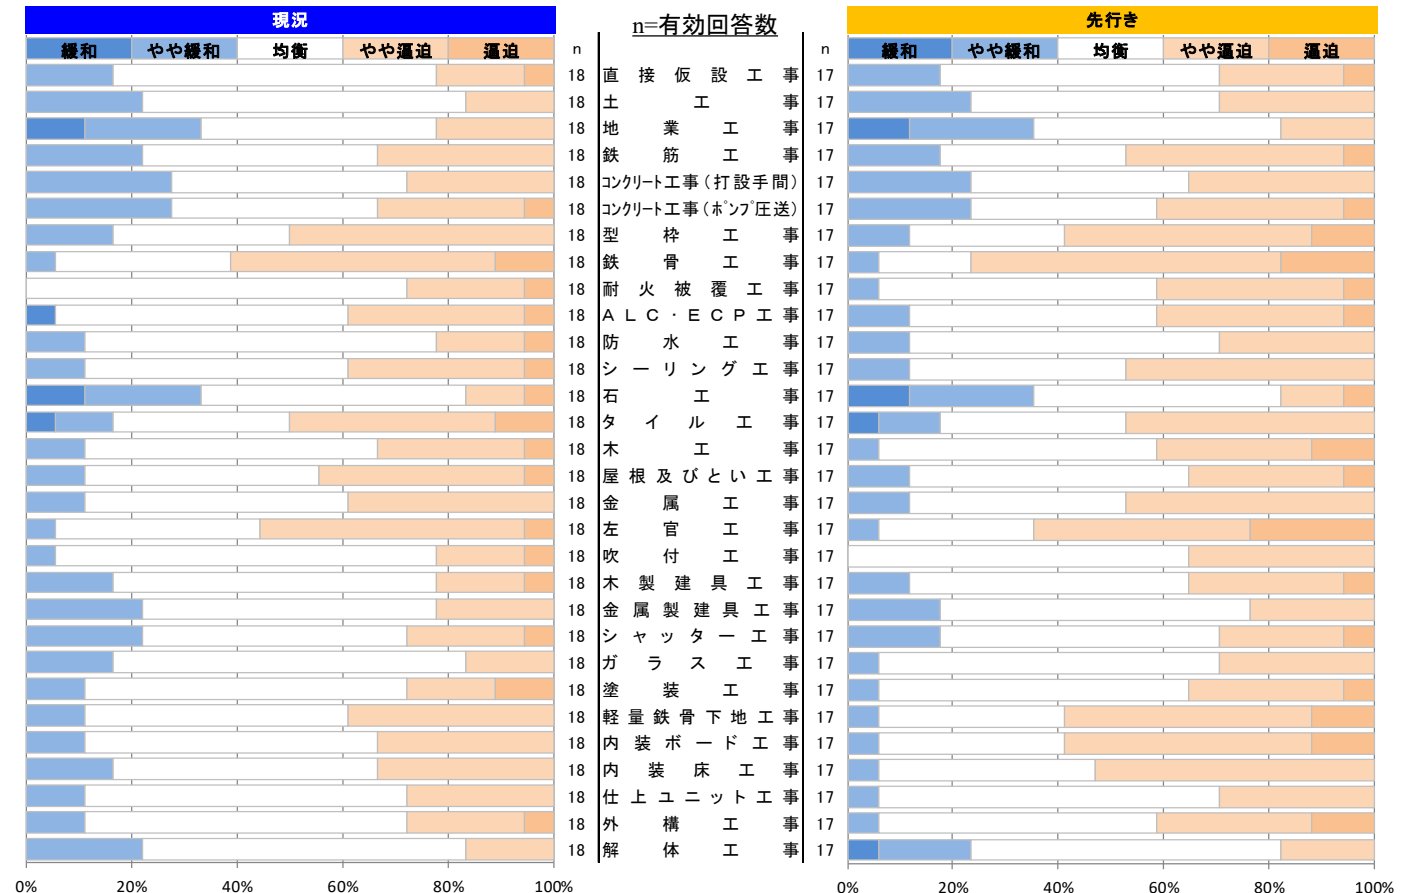 現況 n=有効回答数 先行き
緩和 やや緩和 均衡 やや逼迫 逼迫 n n 緩和 やや緩和 均衡 やや逼迫 逼迫
18 直接仮設工事 17
18 土工事 17
18 地業工事 17
18 鉄筋工事 17
18 コンクリート工事(打設手間) 17
18 コンクリート工事(ポンプ圧送) 17
18 型枠工事 17
18 鉄骨工事 17
18 耐火被覆工事 17
18 ALC・ECP工事 17
18 防水工事 17
18 シーリング工事 17
18 石工事 17
18 タイル工事 17
18 木工事 17
18 屋根及びとい工事 17
18 金属工事 17
18 左官工事 17
18 吹付工事 17
18 木製建具工事 17
18 金属製建具工事 17
18 シャッター工事 17
18 ガラス工事 17
18 塗装工事 17
18 軽量鉄骨下地工事 17
18 内装ボード工事 17
18 内装床工事 17
18 仕上ユニット工事 17
18 外構工事 17
18 解体工事 17
0% 20% 40% 60% 80% 100% 0% 20% 40% 60% 80% 100%